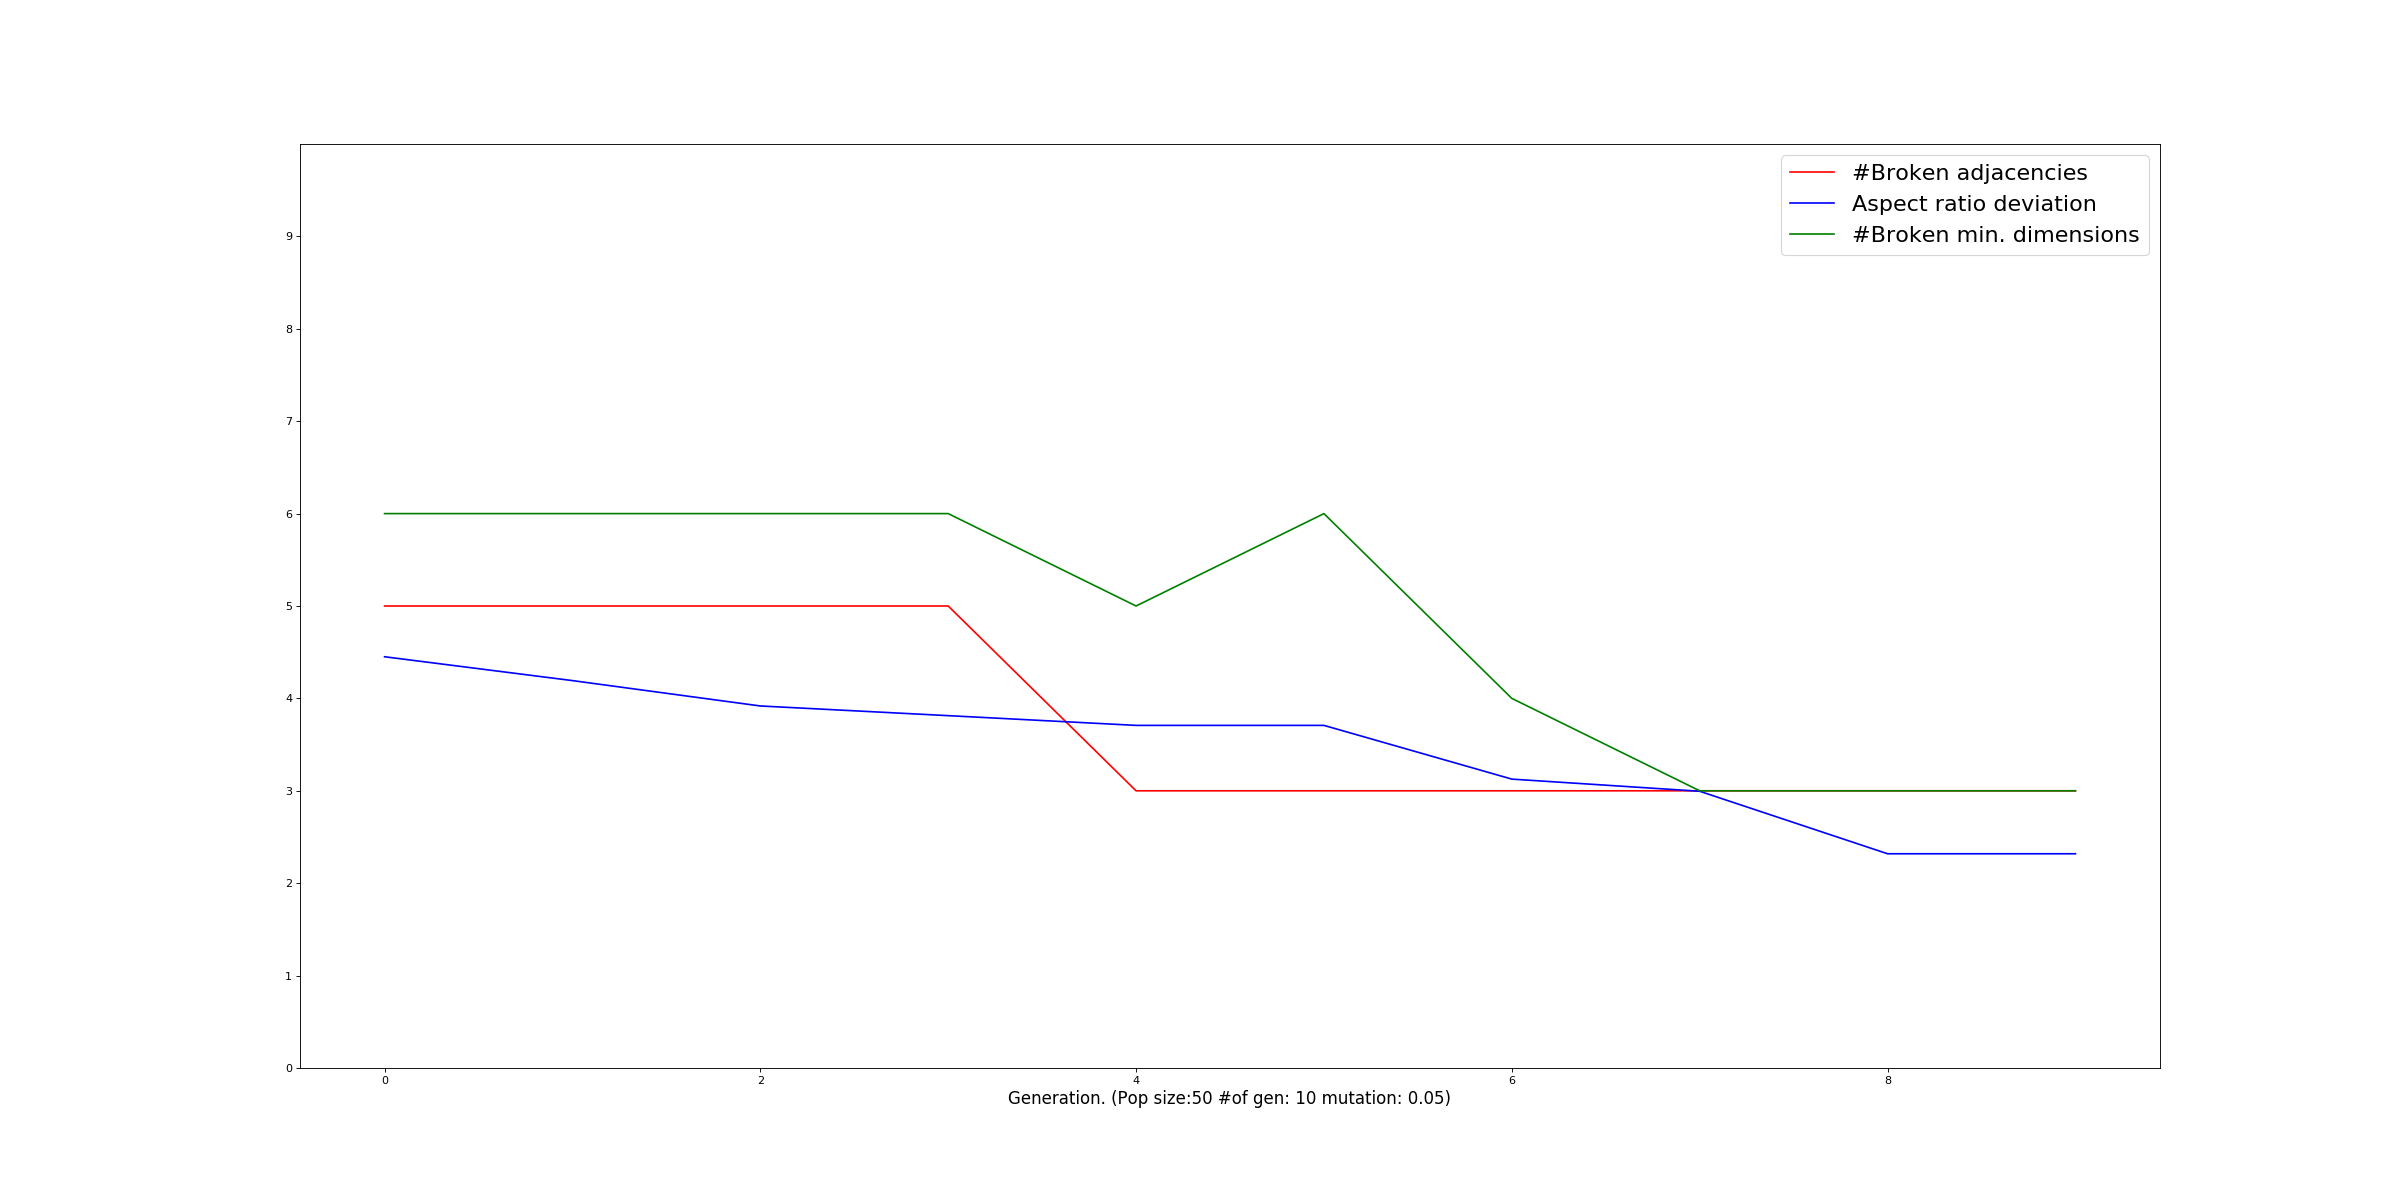 #Broken adjacencies
Aspect ratio deviation
#Broken min. dimensions
9
8
7
6
5
4
3
2
1
0
0 2 4 6 8
Generation. (Pop size:50 #of gen: 10 mutation: 0.05)